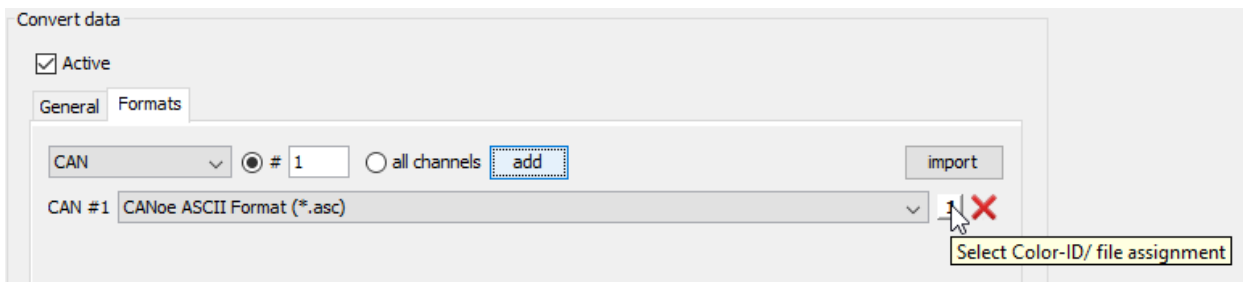 Convert data
Active
General Formats
CAN # 1 all channels add import
CAN #1 CANoe ASCII Format (*.asc) 1
Select Color-ID/ file assignment